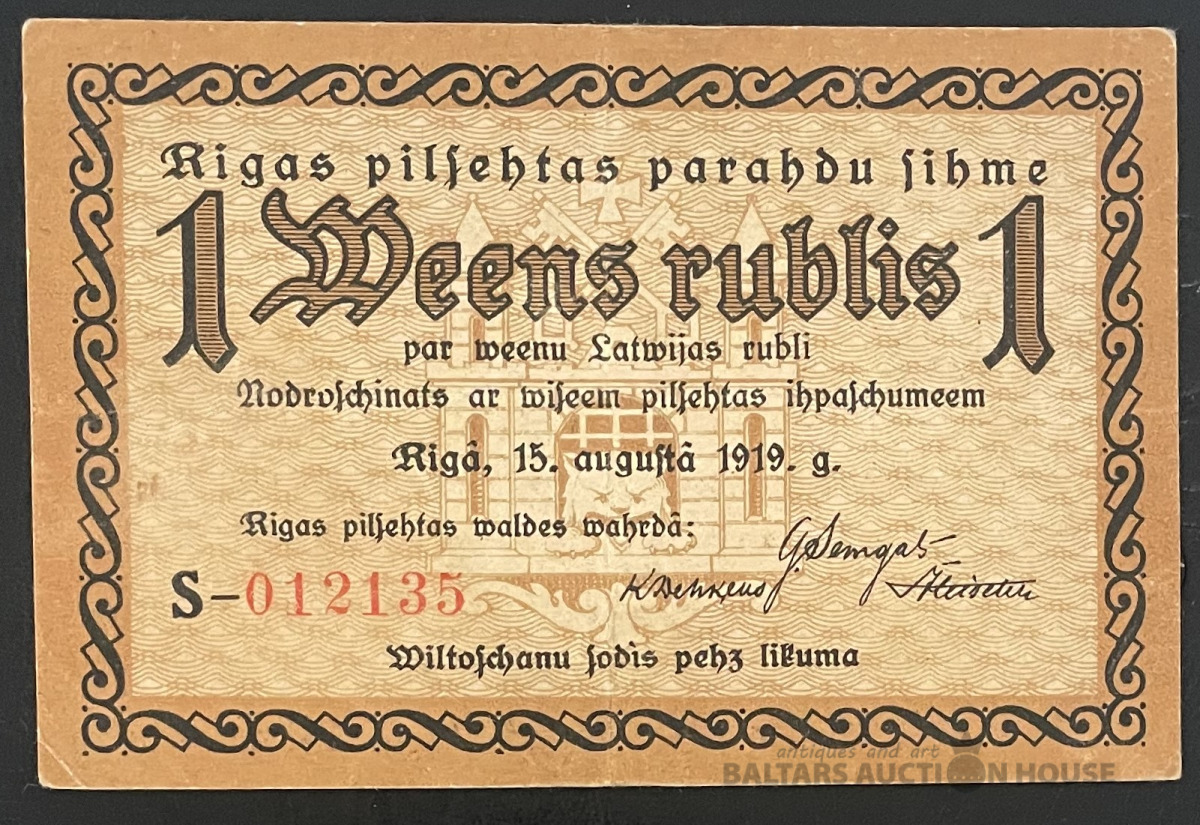 Rigas pilſehtas parahdu ſihme
1 Weens rublis 1
par weenu Latwijas rubli
Nodroſchinats ar wiſeem pilſehtas ihpaſchumeem
Rigâ, 15. auguſtâ 1919. g.
Rigas pilſehtas waldes wahrdâ:
G. Semgals
S-012135
Wiltoſchanu ſodis pehz likuma
antiques and art
BALTARS AUCTION HOUSE